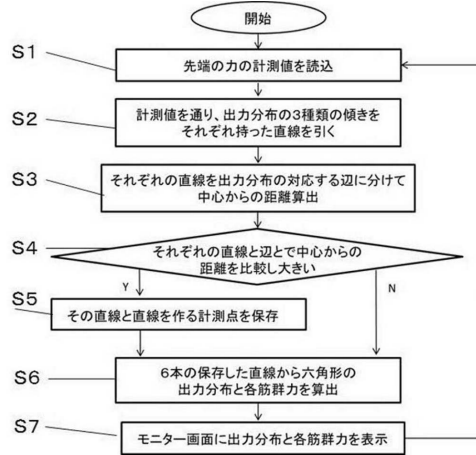 開始
S1
先端の力の計測値を読込
S2
計測値を通り、出力分布の3種類の傾きを
それぞれ持った直線を引く
S3
それぞれの直線を出力分布の対応する辺に分けて
中心からの距離算出
S4
それぞれの直線と辺とで中心からの
距離を比較し大きい
Y
N
S5
その直線と直線を作る計測点を保存
S6
6本の保存した直線から六角形の
出力分布と各筋群力を算出
S7
モニター画面に出力分布と各筋群力を表示